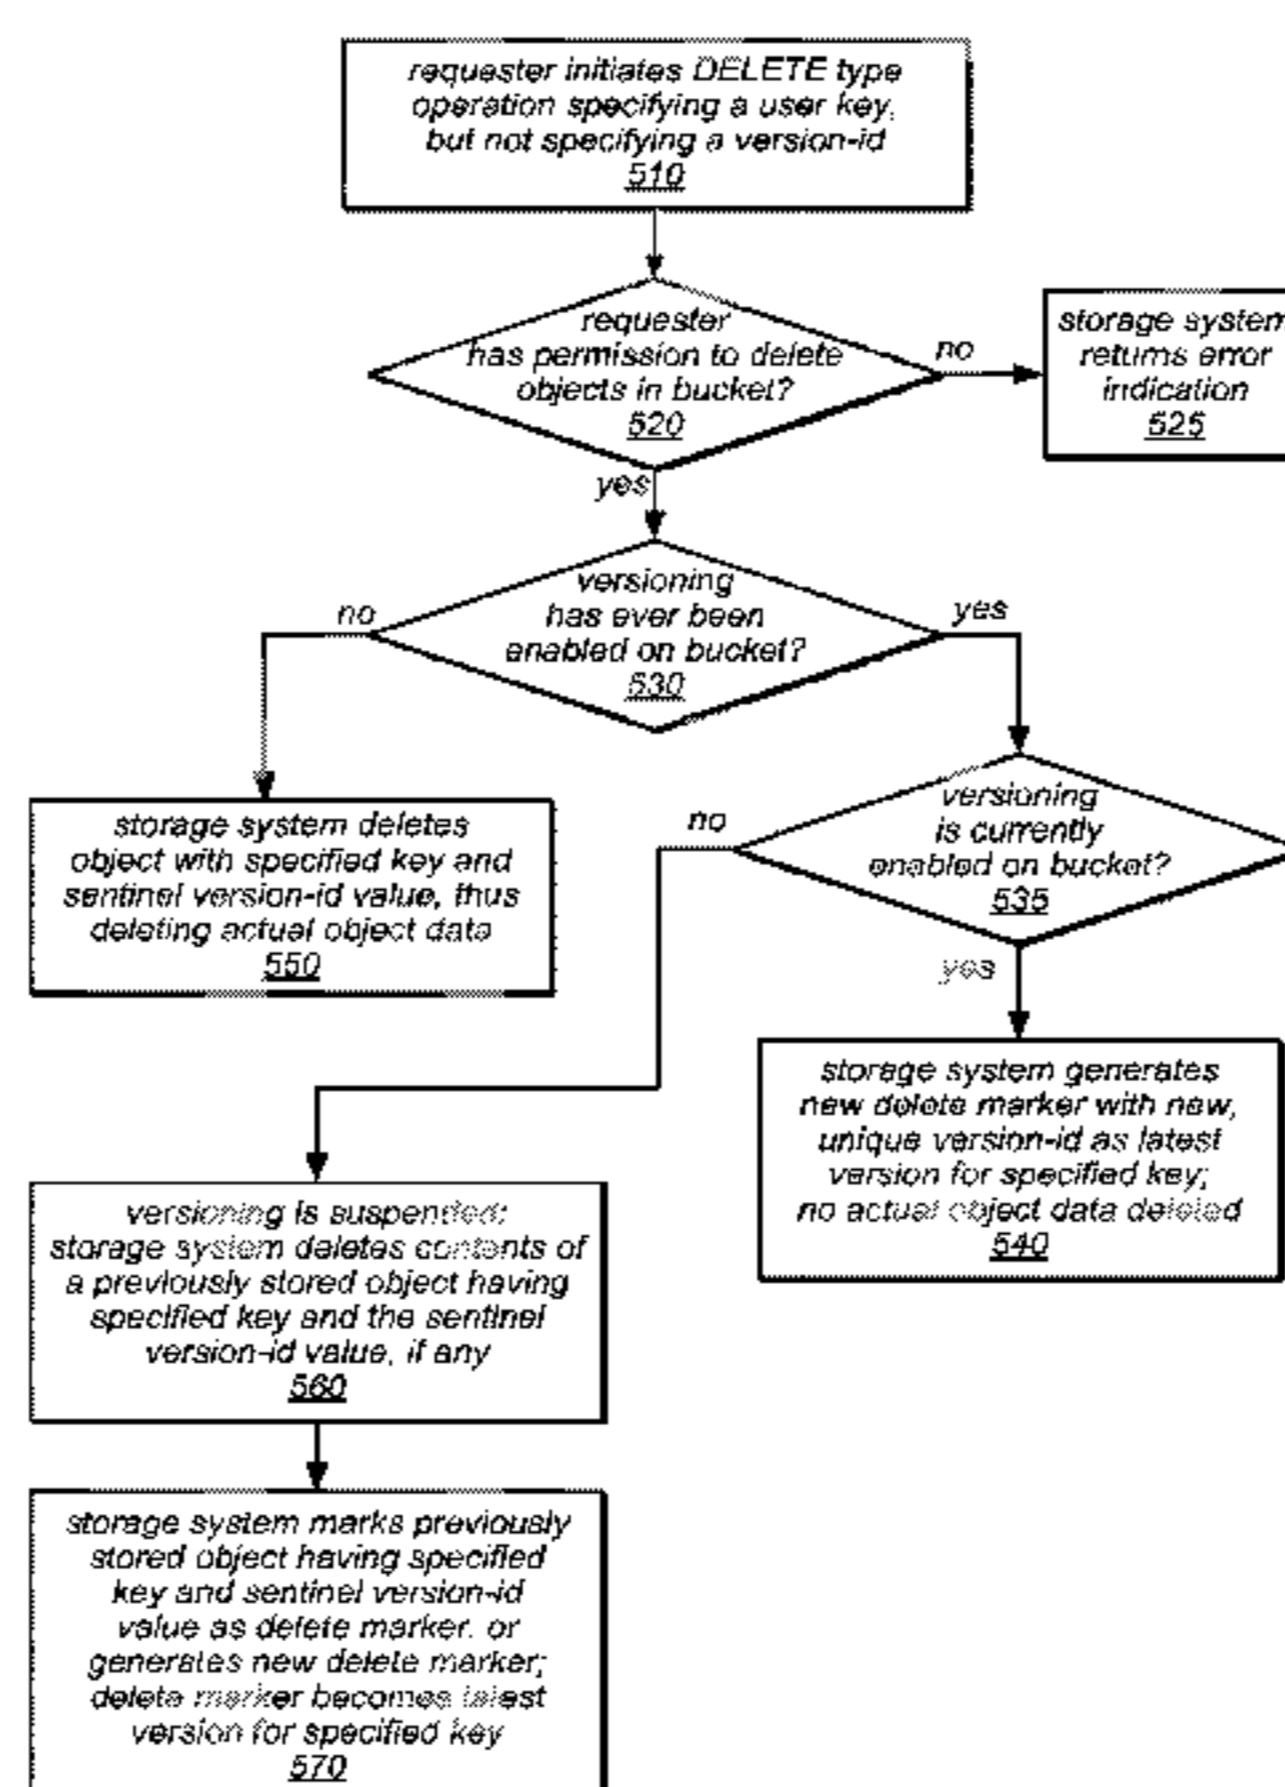 requester initiates DELETE type
operation specifying a user key,
but not specifying a version-id
510
requester
has permission to delete
objects in bucket?
520
no
storage system
returns error
indication
525
yes
versioning
has ever been
enabled on bucket?
530
no
yes
storage system deletes
object with specified key and
sentinel version-id value, thus
deleting actual object data
550
versioning
is currently
enabled on bucket?
535
no
yes
storage system generates
new delete marker with new,
unique version-id as latest
version for specified key;
no actual object data deleted
540
versioning is suspended:
storage system deletes contents of
a previously stored object having
specified key and the sentinel
version-id value, if any
560
storage system marks previously
stored object having specified
key and sentinel version-id
value as delete marker, or
generates new delete marker;
delete marker becomes latest
version for specified key
570